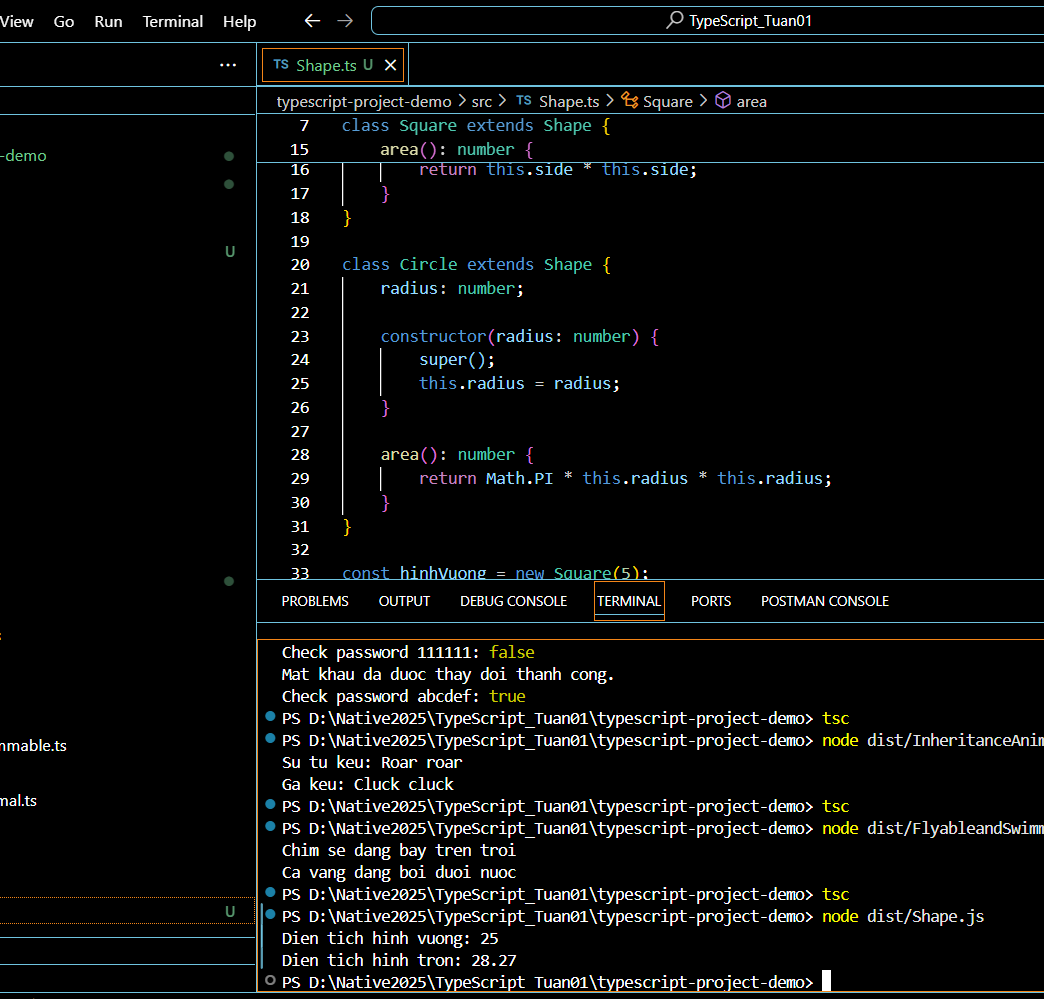 View Go Run Terminal Help
TypeScript_Tuan01
TS Shape.ts U
typescript-project-demo > src > TS Shape.ts > Square > area
-demo
U
mmable.ts
mal.ts
U
7 class Square extends Shape {
15 area(): number {
16 return this.side * this.side;
17 }
18 }
19
20 class Circle extends Shape {
21 radius: number;
22
23 constructor(radius: number) {
24 super();
25 this.radius = radius;
26 }
27
28 area(): number {
29 return Math.PI * this.radius * this.radius;
30 }
31 }
32
33 const hinhVuong = new Square(5);
PROBLEMS OUTPUT DEBUG CONSOLE TERMINAL PORTS POSTMAN CONSOLE
Check password 111111: false
Mat khau da duoc thay doi thanh cong.
Check password abcdef: true
PS D:\Native2025\TypeScript_Tuan01\typescript-project-demo> tsc
PS D:\Native2025\TypeScript_Tuan01\typescript-project-demo> node dist/InheritanceAnim
Su tu keu: Roar roar
Ga keu: Cluck cluck
PS D:\Native2025\TypeScript_Tuan01\typescript-project-demo> tsc
PS D:\Native2025\TypeScript_Tuan01\typescript-project-demo> node dist/FlyableandSwimm
Chim se dang bay tren troi
Ca vang dang boi duoi nuoc
PS D:\Native2025\TypeScript_Tuan01\typescript-project-demo> tsc
PS D:\Native2025\TypeScript_Tuan01\typescript-project-demo> node dist/Shape.js
Dien tich hinh vuong: 25
Dien tich hinh tron: 28.27
PS D:\Native2025\TypeScript_Tuan01\typescript-project-demo>